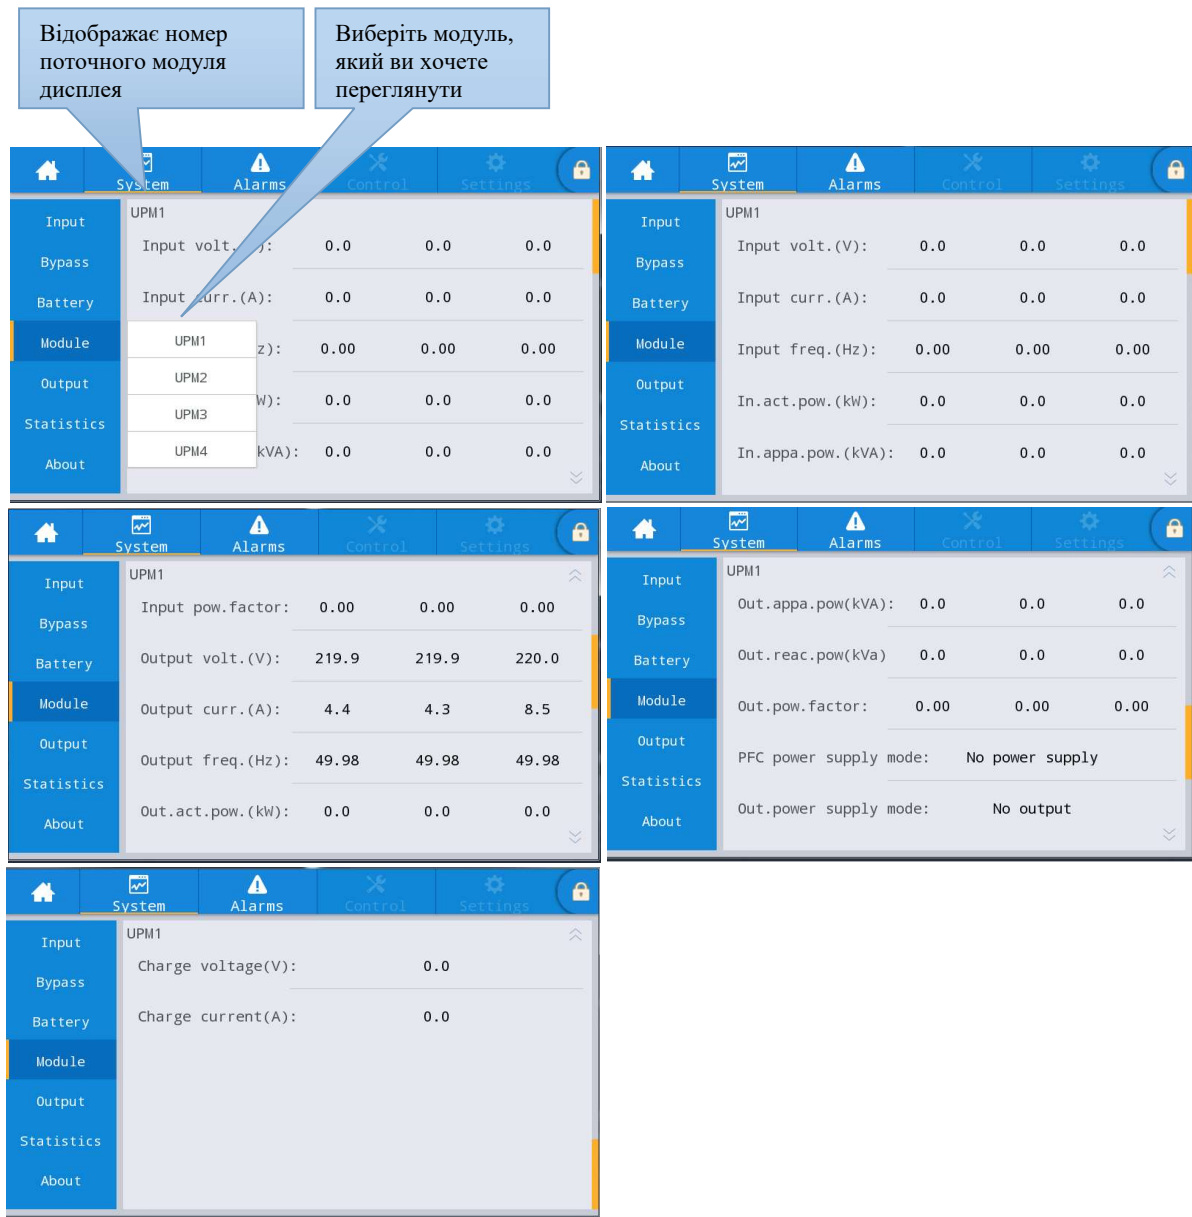 Відображає номер
поточного модуля
дисплея
Виберіть модуль,
який ви хочете
переглянути
System Alarms Control Settings
Input
Bypass
Battery
Module
Output
Statistics
About
UPM1
Input volt.(V): 0.0 0.0 0.0
Input curr.(A): 0.0 0.0 0.0
z): 0.00 0.00 0.00
W): 0.0 0.0 0.0
kVA): 0.0 0.0 0.0
UPM1
UPM2
UPM3
UPM4
System Alarms Control Settings
Input
Bypass
Battery
Module
Output
Statistics
About
UPM1
Input volt.(V): 0.0 0.0 0.0
Input curr.(A): 0.0 0.0 0.0
Input freq.(Hz): 0.00 0.00 0.00
In.act.pow.(kW): 0.0 0.0 0.0
In.appa.pow.(kVA): 0.0 0.0 0.0
System Alarms Control Settings
Input
Bypass
Battery
Module
Output
Statistics
About
UPM1
Input pow.factor: 0.00 0.00 0.00
Output volt.(V): 219.9 219.9 220.0
Output curr.(A): 4.4 4.3 8.5
Output freq.(Hz): 49.98 49.98 49.98
Out.act.pow.(kW): 0.0 0.0 0.0
System Alarms Control Settings
Input
Bypass
Battery
Module
Output
Statistics
About
UPM1
Out.appa.pow(kVA): 0.0 0.0 0.0
Out.reac.pow(kVa) 0.0 0.0 0.0
Out.pow.factor: 0.00 0.00 0.00
PFC power supply mode: No power supply
Out.power supply mode: No output
System Alarms Control Settings
Input
Bypass
Battery
Module
Output
Statistics
About
UPM1
Charge voltage(V): 0.0
Charge current(A): 0.0